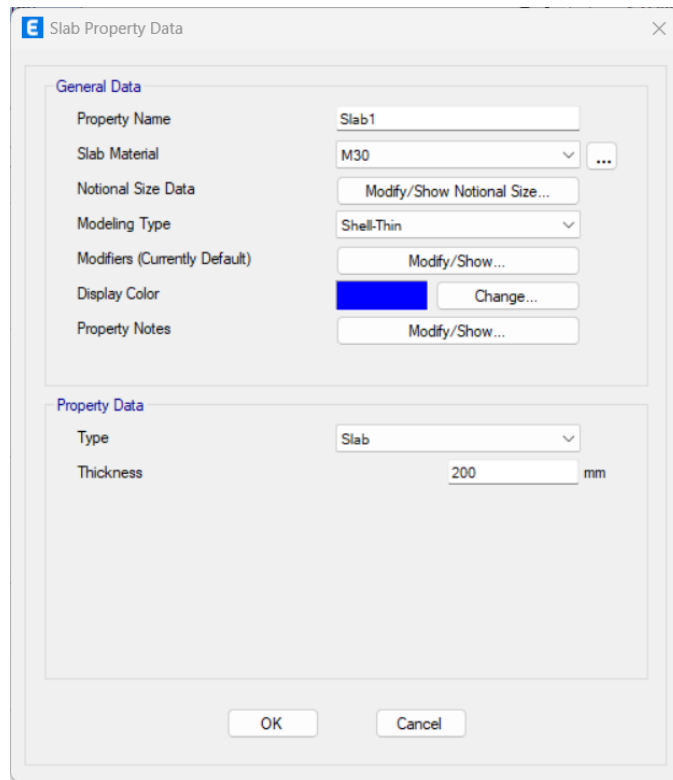 E Slab Property Data
General Data
Property Name Slab1
Slab Material M30 ...
Notional Size Data Modify/Show Notional Size...
Modeling Type Shell-Thin
Modifiers (Currently Default) Modify/Show...
Display Color Change...
Property Notes Modify/Show...
Property Data
Type Slab
Thickness 200 mm
OK Cancel